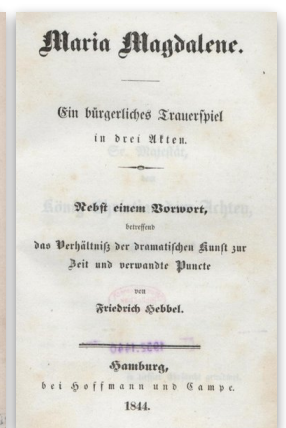 Maria Magdalene.
Ein bürgerliches Trauerspiel
in drei Akten.
Nebst einem Vorwort,
betreffend
das Verhältniß der dramatischen Kunst zur
Zeit und verwandte Puncte
von
Friedrich Hebbel.
Hamburg,
bei Hoffmann und Campe.
1844.